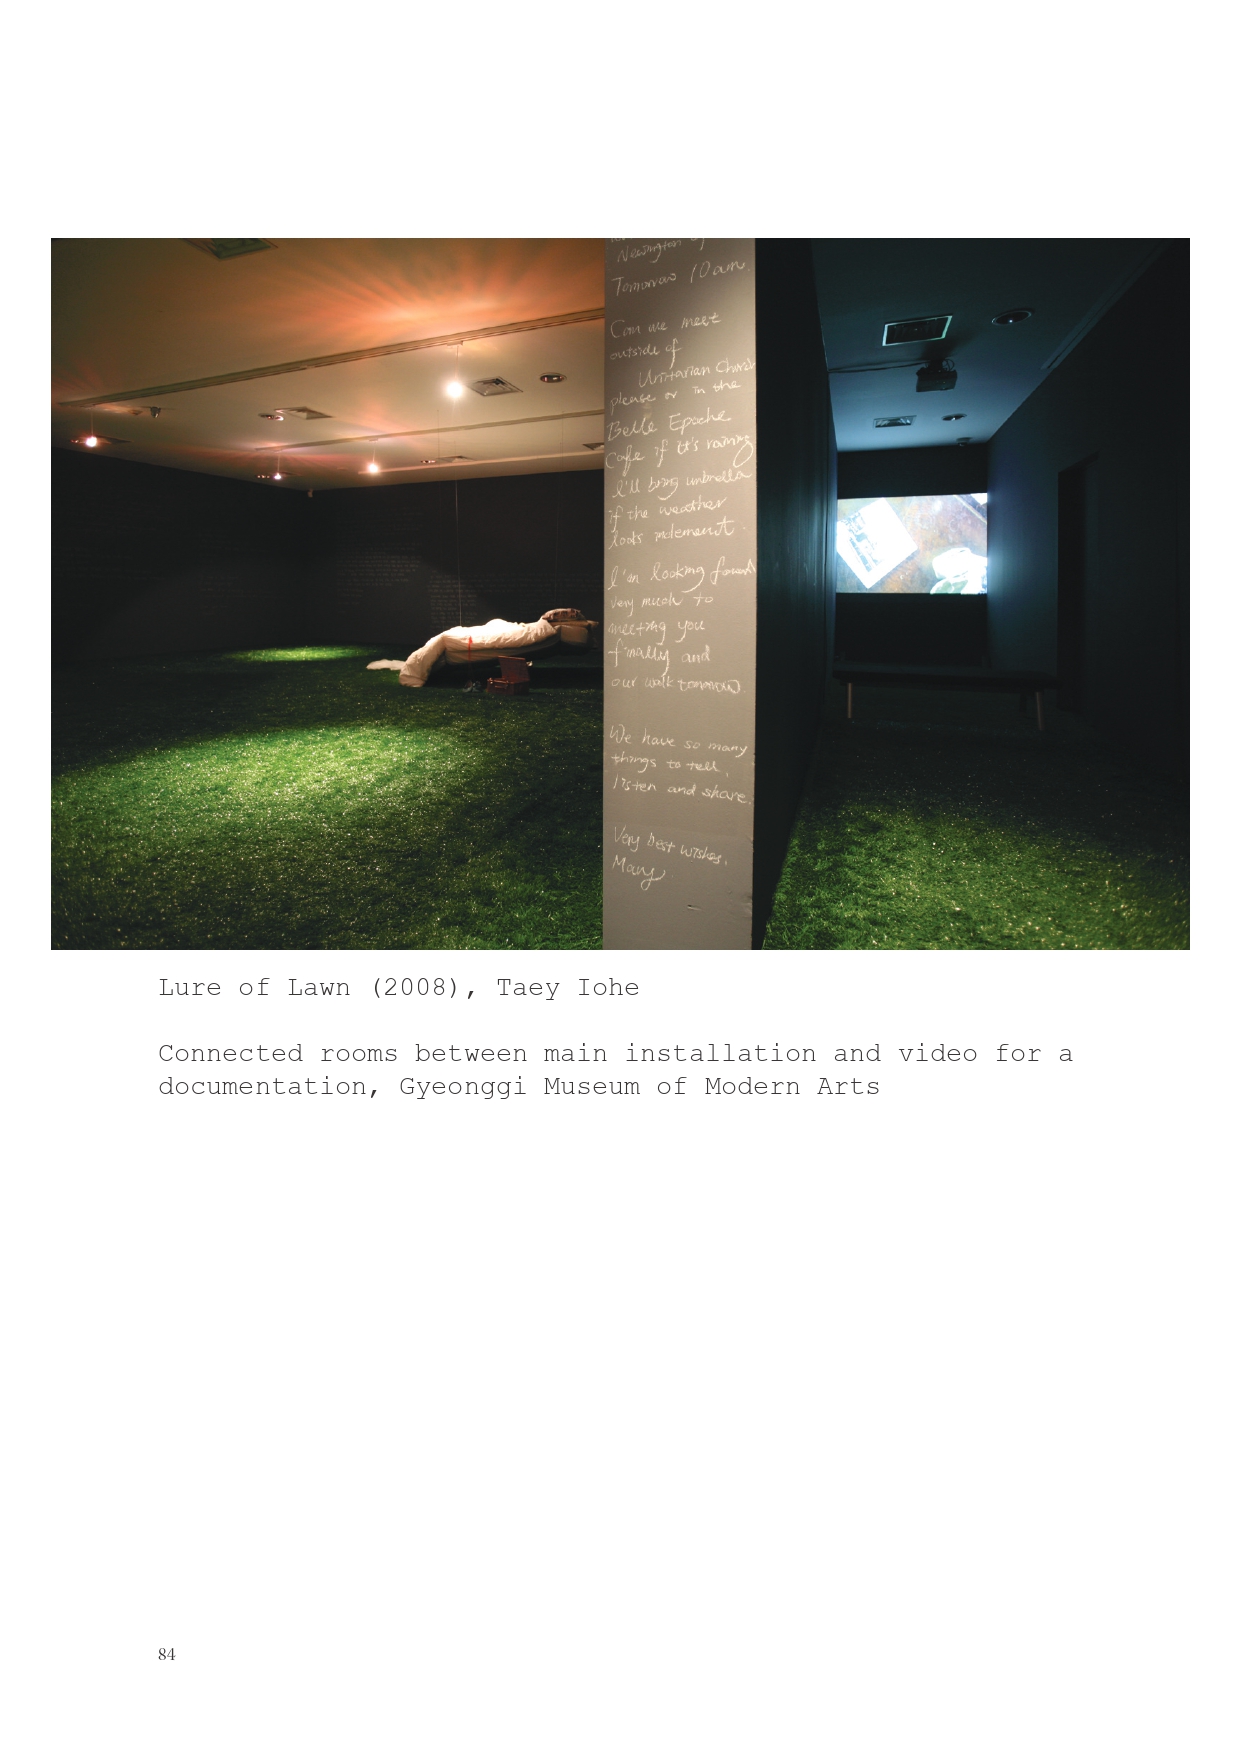 Newington
Tomorrow 10am.
Can we meet
outside of
Unitarian Church
please or in the
Belle Epoche
Cafe if it's raining
I'll bring umbrella
if the weather
looks inclement.
I'm looking forward
very much to
meeting you
finally and
our walk tomorrow.
We have so many
things to tell,
listen and share.
Very best wishes,
Mary
Lure of Lawn (2008), Taey Iohe
Connected rooms between main installation and video for a
documentation, Gyeonggi Museum of Modern Arts
84